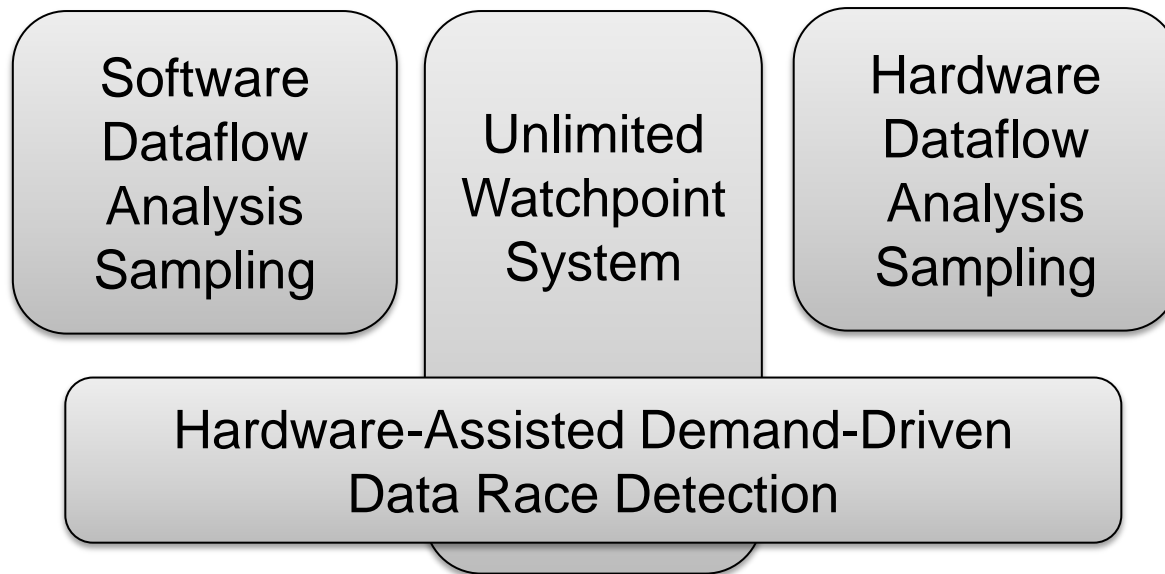 Software
Dataflow
Analysis
Sampling
Unlimited
Watchpoint
System
Hardware
Dataflow
Analysis
Sampling
Hardware-Assisted Demand-Driven
Data Race Detection